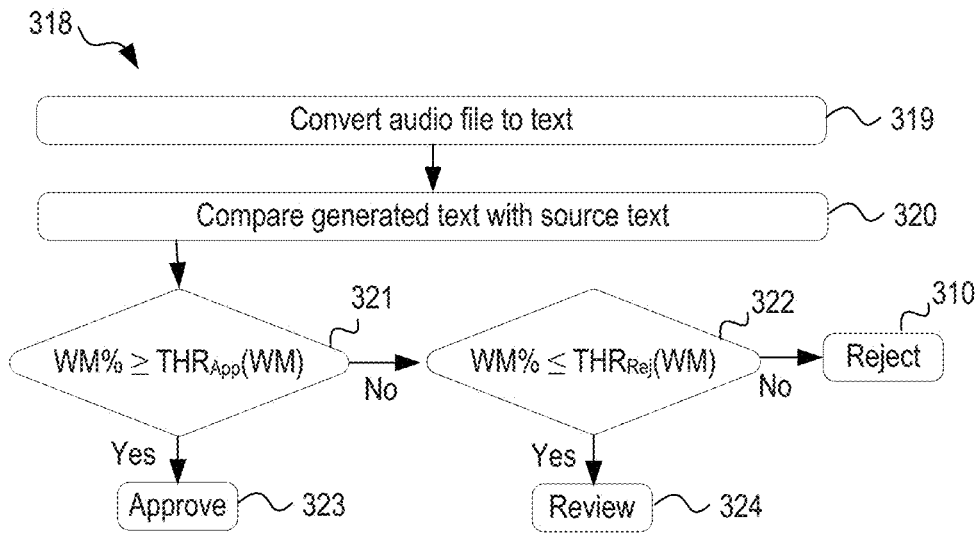 318
Convert audio file to text
319
Compare generated text with source text
320
321
322
310
WM% ≥ THRApp(WM)
No
WM% ≤ THRRej(WM)
No
Reject
Yes
Yes
Approve
323
Review
324